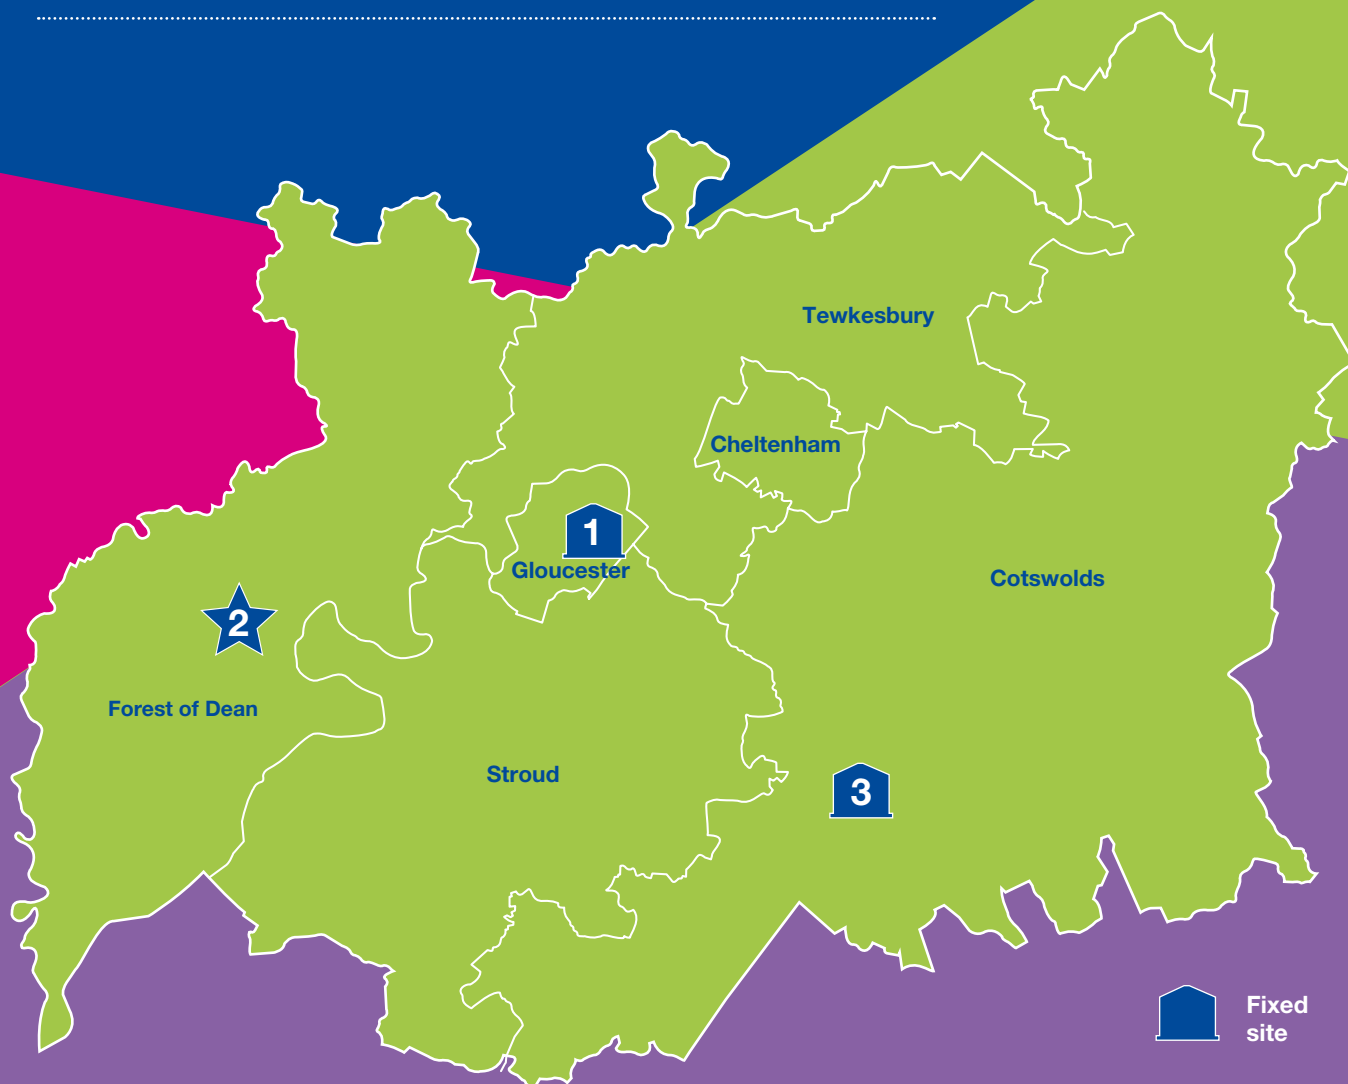 Tewkesbury
Cheltenham
1
Gloucester
Cotswolds
2
Forest of Dean
Stroud
3
Fixed
site